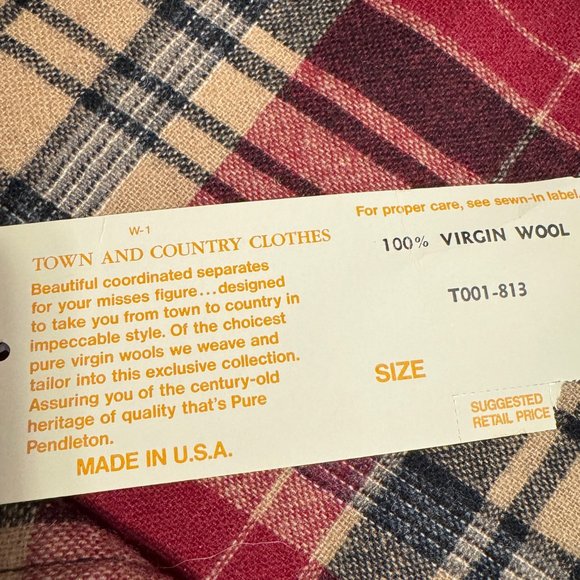 W-1
TOWN AND COUNTRY CLOTHES
Beautiful coordinated separates
for your misses figure...designed
to take you from town to country in
impeccable style. Of the choicest
pure virgin wools we weave and
tailor into this exclusive collection.
Assuring you of the century-old
heritage of quality that's Pure
Pendleton.
MADE IN U.S.A.
For proper care, see sewn-in label.
100% VIRGIN WOOL
T001-813
SIZE
SUGGESTED
RETAIL PRICE